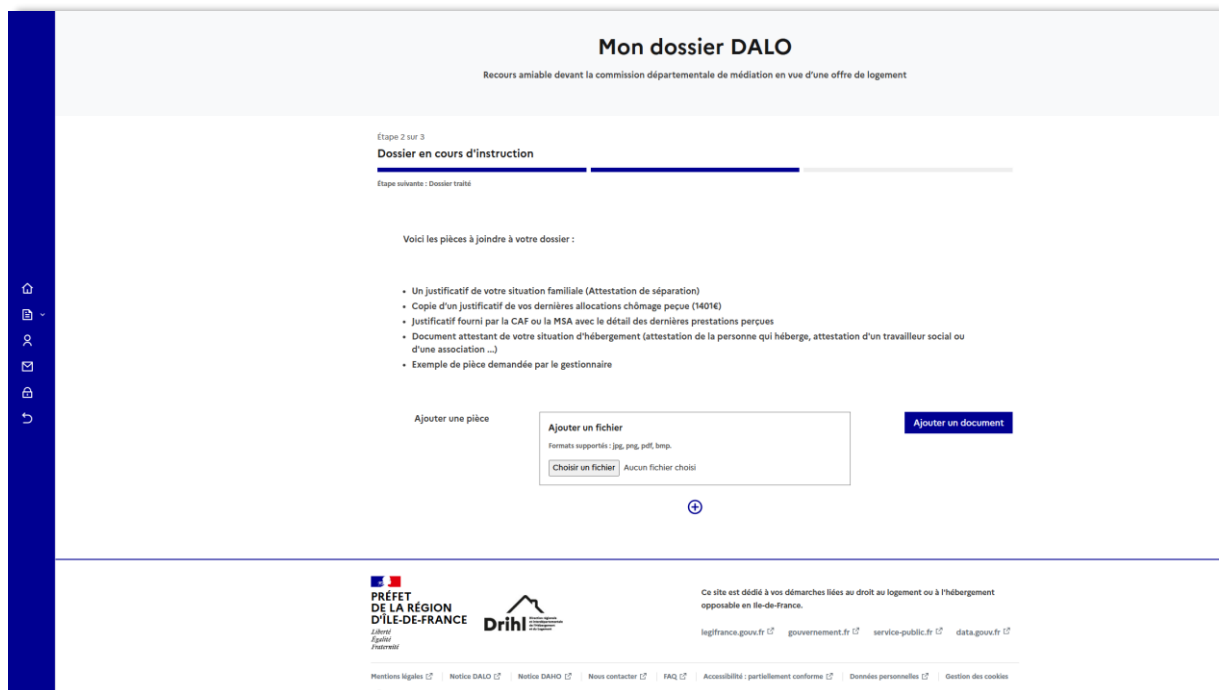 Mon dossier DALO
Recours amiable devant la commission départementale de médiation en vue d'une offre de logement
Étape 2 sur 3
Dossier en cours d'instruction
Etape suivante : Dossier traité
Voici les pièces à joindre à votre dossier :
• Un justificatif de votre situation familiale (Attestation de séparation)
• Copie d'un justificatif de vos dernières allocations chômage peçue (1401€)
• Justificatif fourni par la CAF ou la MSA avec le détail des dernières prestations perçues
• Document attestant de votre situation d'hébergement (attestation de la personne qui héberge, attestation d'un travailleur social ou
d'une association ...)
• Exemple de pièce demandée par le gestionnaire
Ajouter une pièce
Ajouter un fichier
Formats supportés : jpg, png, pdf, bmp.
Choisir un fichier Aucun fichier choisi
Ajouter un document
PRÉFET
DE LA RÉGION
D'ÎLE-DE-FRANCE
Liberté
Égalité
Fraternité
Drihl
Ce site est dédié à vos démarches liées au droit au logement ou à l'hébergement
opposable en Ile-de-France.
legifrance.gouv.fr gouvernement.fr service-public.fr data.gouv.fr
Mentions légales Notice DALO Notice DAHO Nous contacter FAQ Accessibilité : partiellement conforme Données personnelles Gestion des cookies